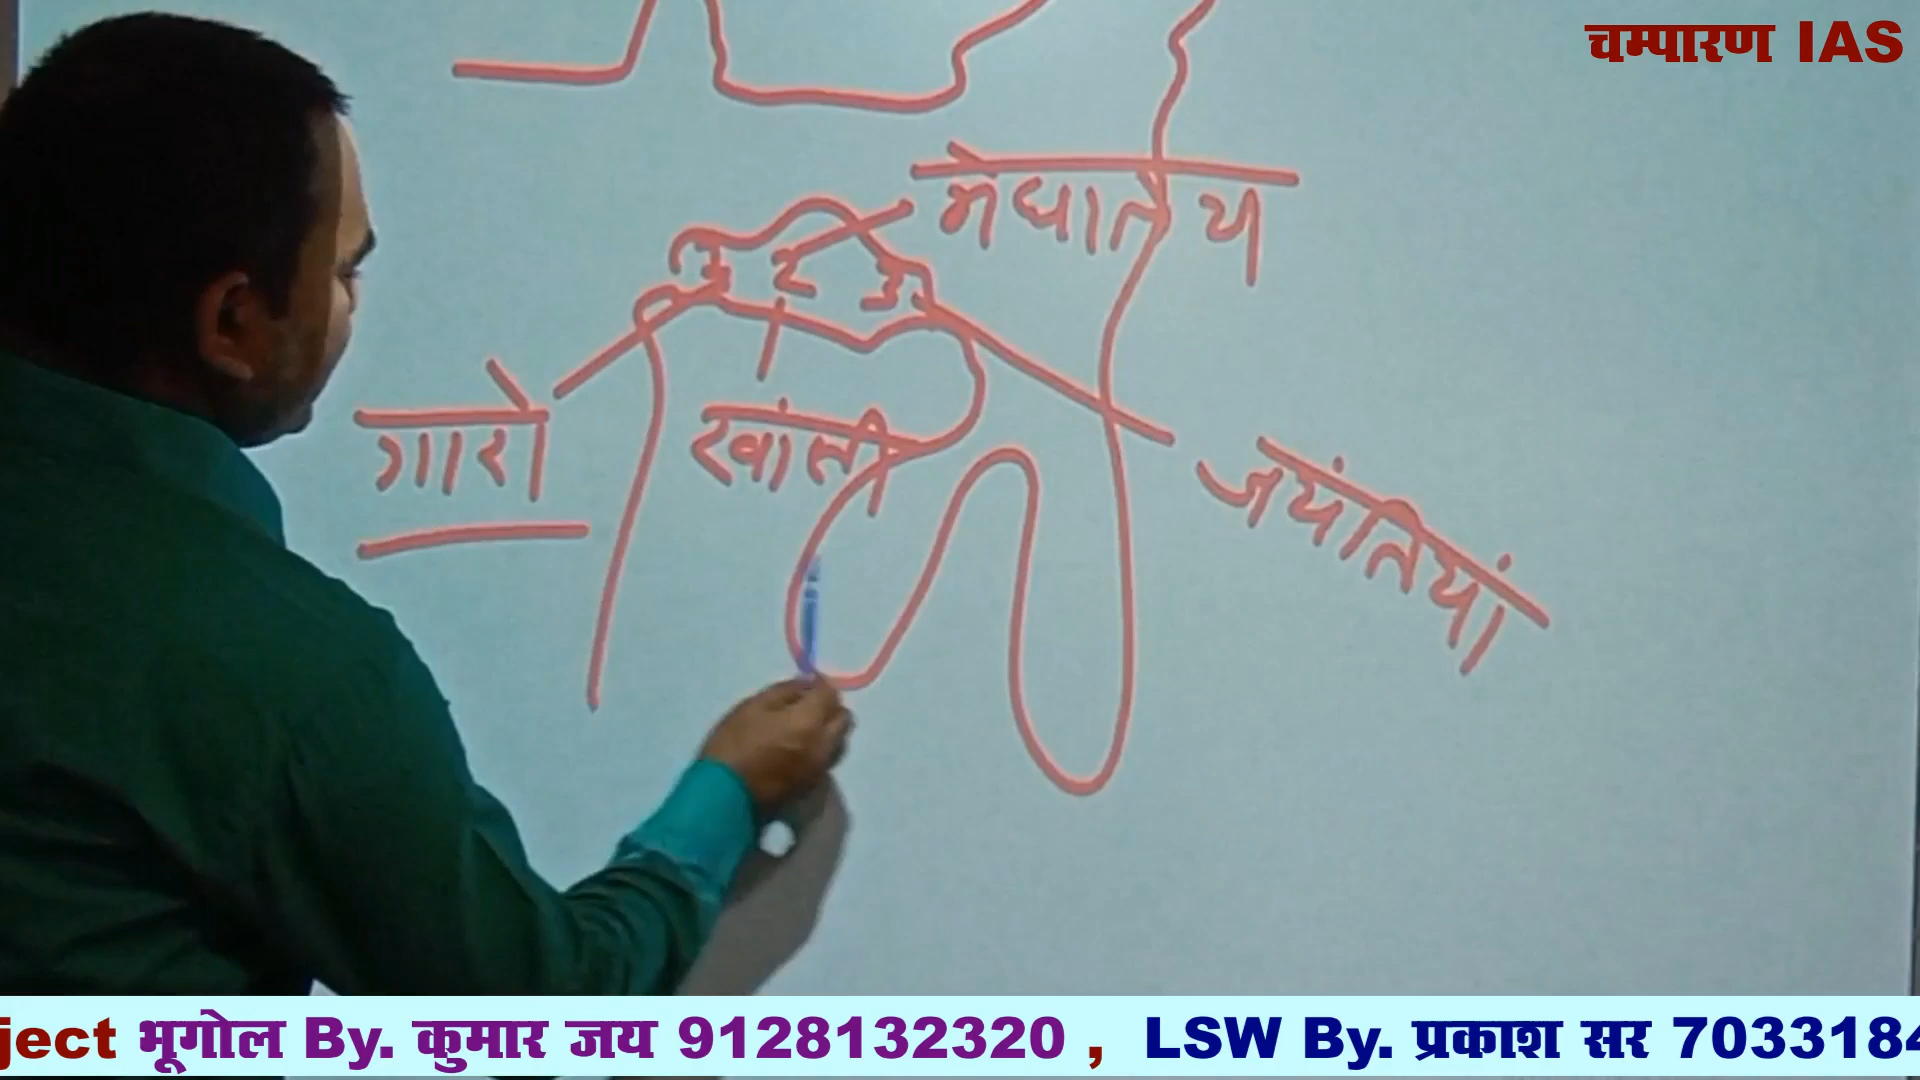 चम्पारण IAS
मेघालय
गारो
खांसी
जयंतियां
ject भूगोल By. कुमार जय 9128132320 , LSW By. प्रकाश सर 7033184